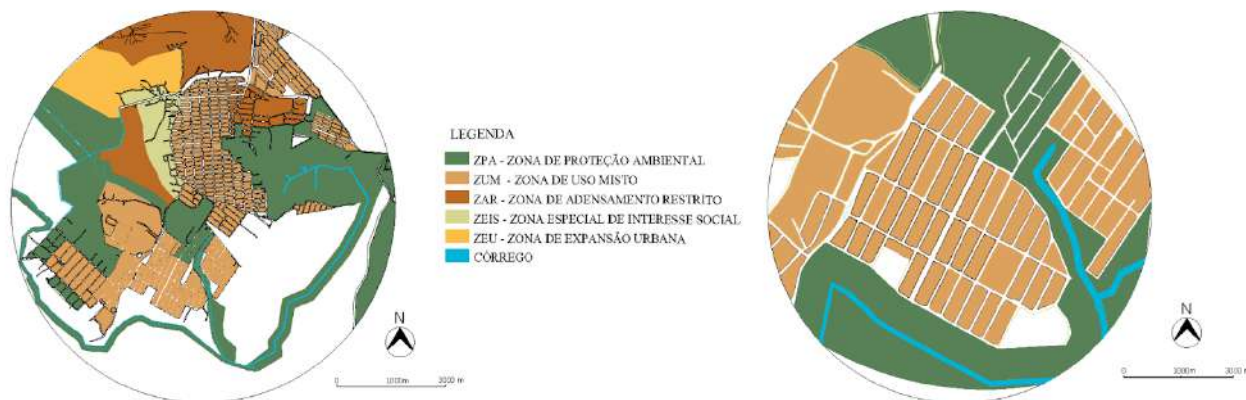 LEGENDA
ZPA - ZONA DE PROTEÇÃO AMBIENTAL
ZUM - ZONA DE USO MISTO
ZAR - ZONA DE ADENSAMENTO RESTRITO
ZEIS - ZONA ESPECIAL DE INTERESSE SOCIAL
ZEU - ZONA DE EXPANSÃO URBANA
CÓRREGO
N
0 1000m 2000 m
N
0 1000m 3000 m